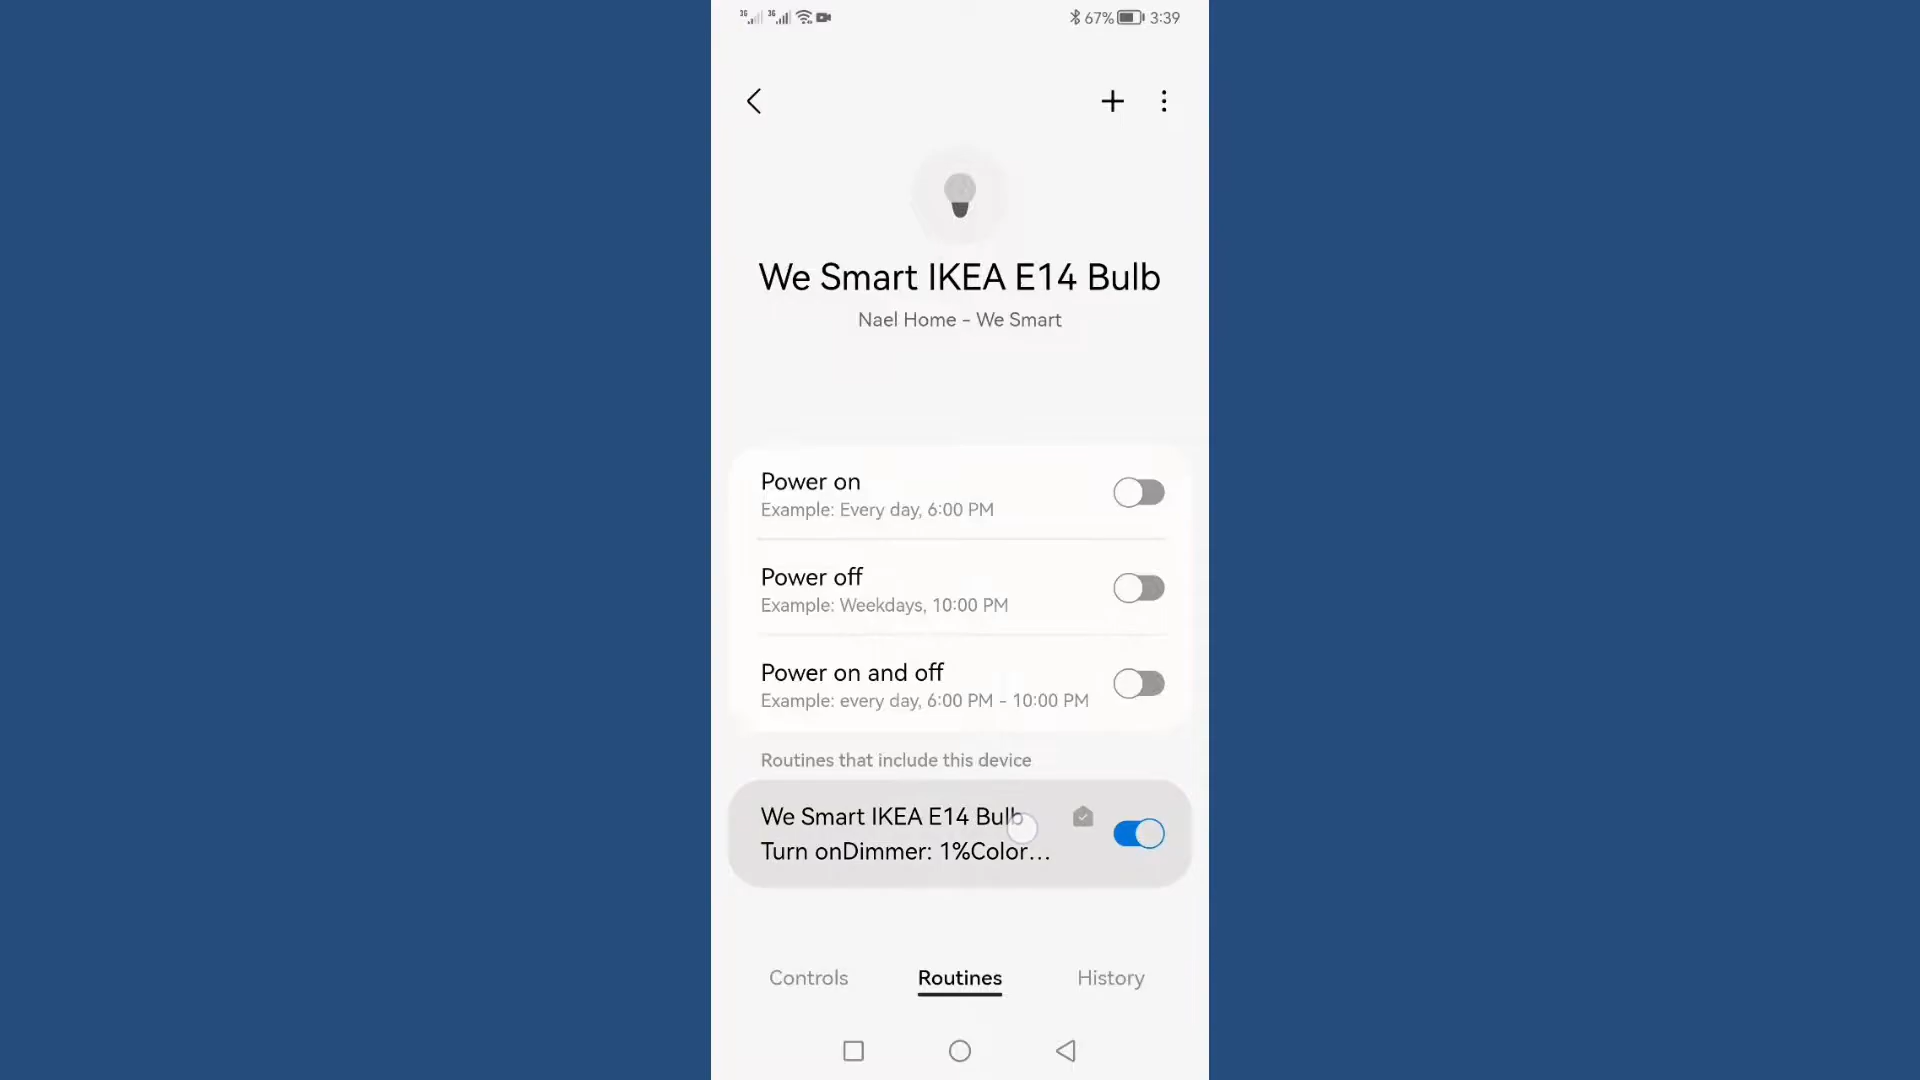 3G 3G 67% 3:39
We Smart IKEA E14 Bulb
Nael Home - We Smart
Power on
Example: Every day, 6:00 PM
Power off
Example: Weekdays, 10:00 PM
Power on and off
Example: every day, 6:00 PM - 10:00 PM
Routines that include this device
We Smart IKEA E14 Bulb
Turn onDimmer: 1%Color...
Controls Routines History